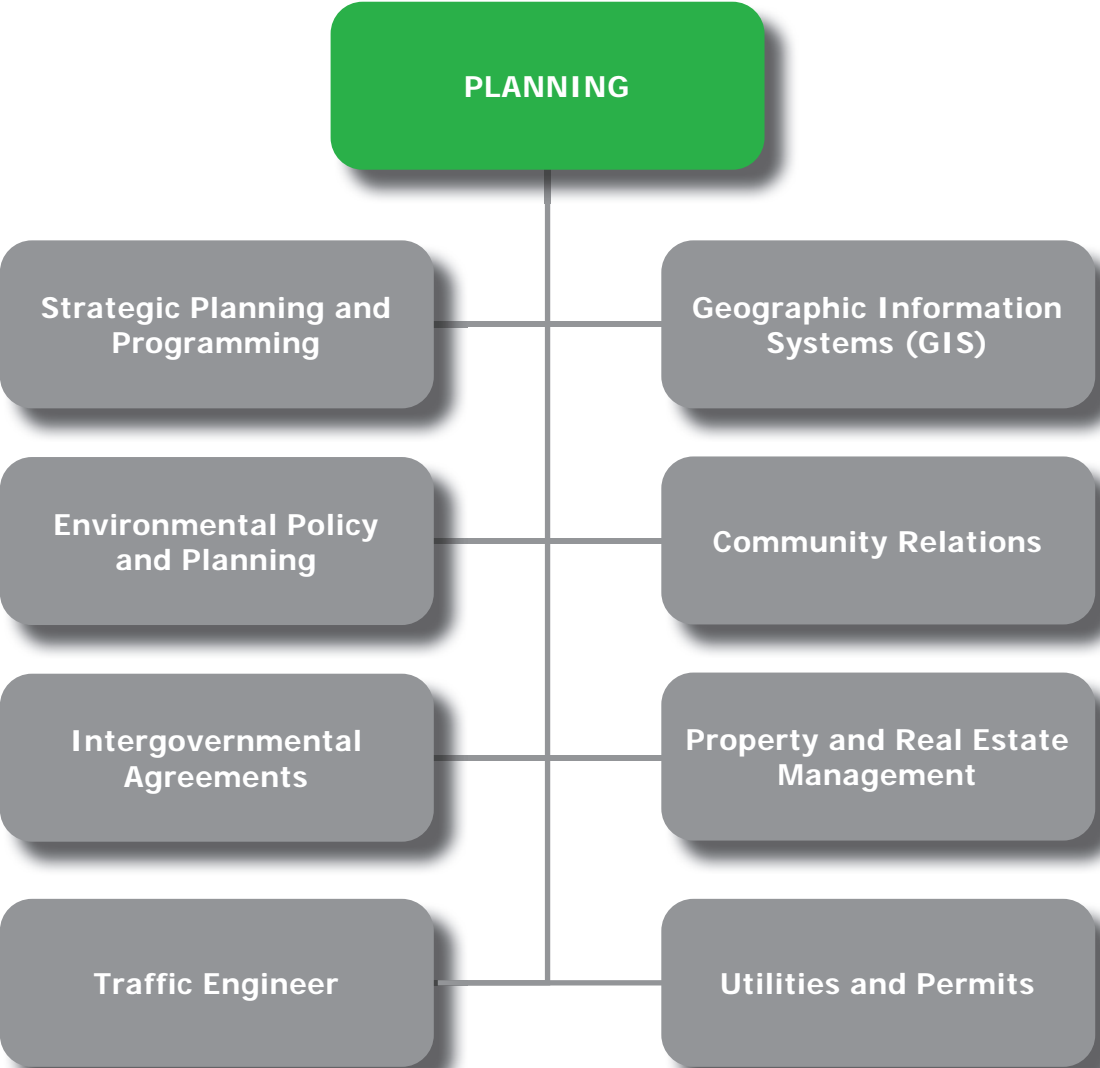 PLANNING
Strategic Planning and
Programming
Geographic Information
Systems (GIS)
Environmental Policy
and Planning
Community Relations
Intergovernmental
Agreements
Property and Real Estate
Management
Traffic Engineer
Utilities and Permits